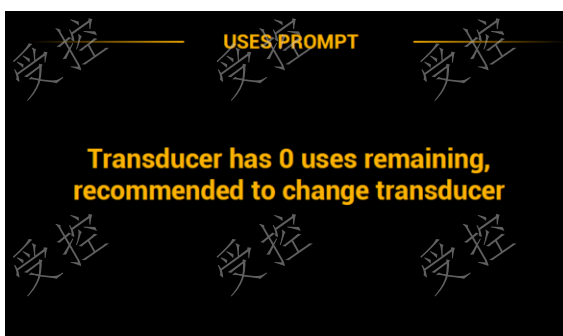 USES PROMPT
Transducer has 0 uses remaining,
recommended to change transducer
受控 受控 受控
受控 受控 受控